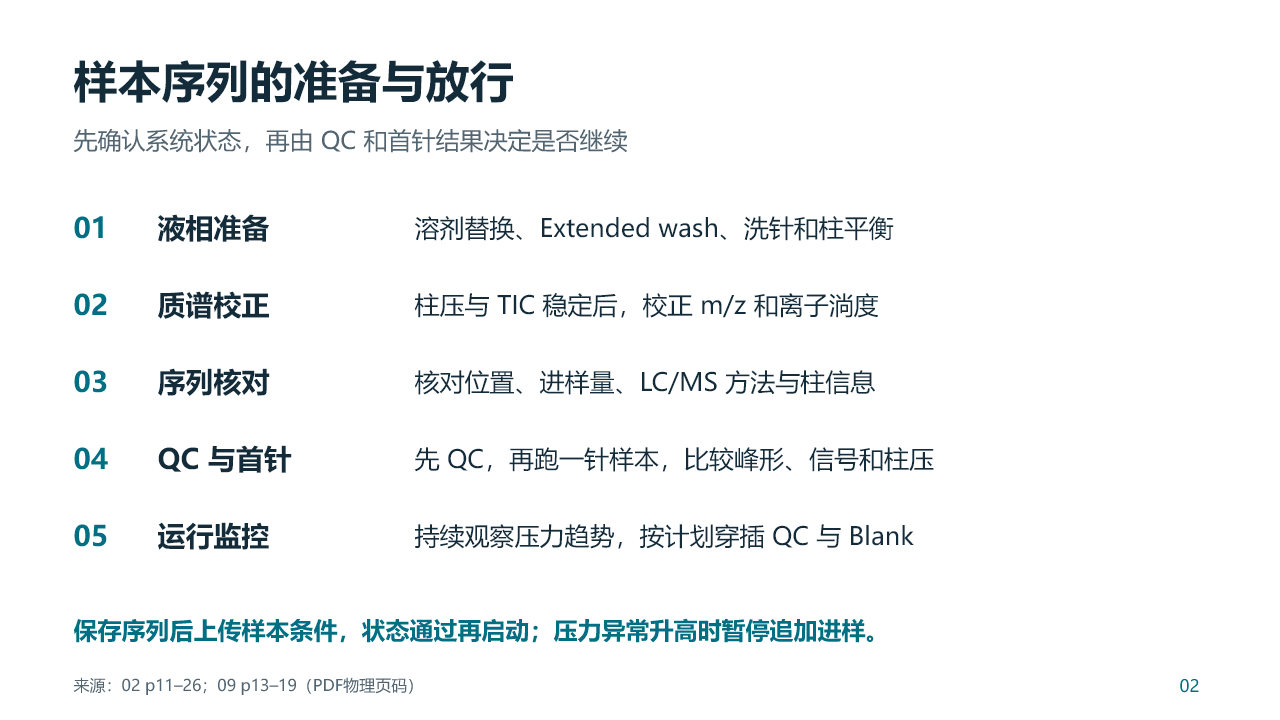 样本序列的准备与放行
先确认系统状态，再由 QC 和首针结果决定是否继续
01 液相准备 溶剂替换、Extended wash、洗针和柱平衡
02 质谱校正 柱压与 TIC 稳定后，校正 m/z 和离子淌度
03 序列核对 核对位置、进样量、LC/MS 方法与柱信息
04 QC 与首针 先 QC，再跑一针样本，比较峰形、信号和柱压
05 运行监控 持续观察压力趋势，按计划穿插 QC 与 Blank
保存序列后上传样本条件，状态通过再启动；压力异常升高时暂停追加进样。
来源：02 p11–26；09 p13–19（PDF物理页码）
02